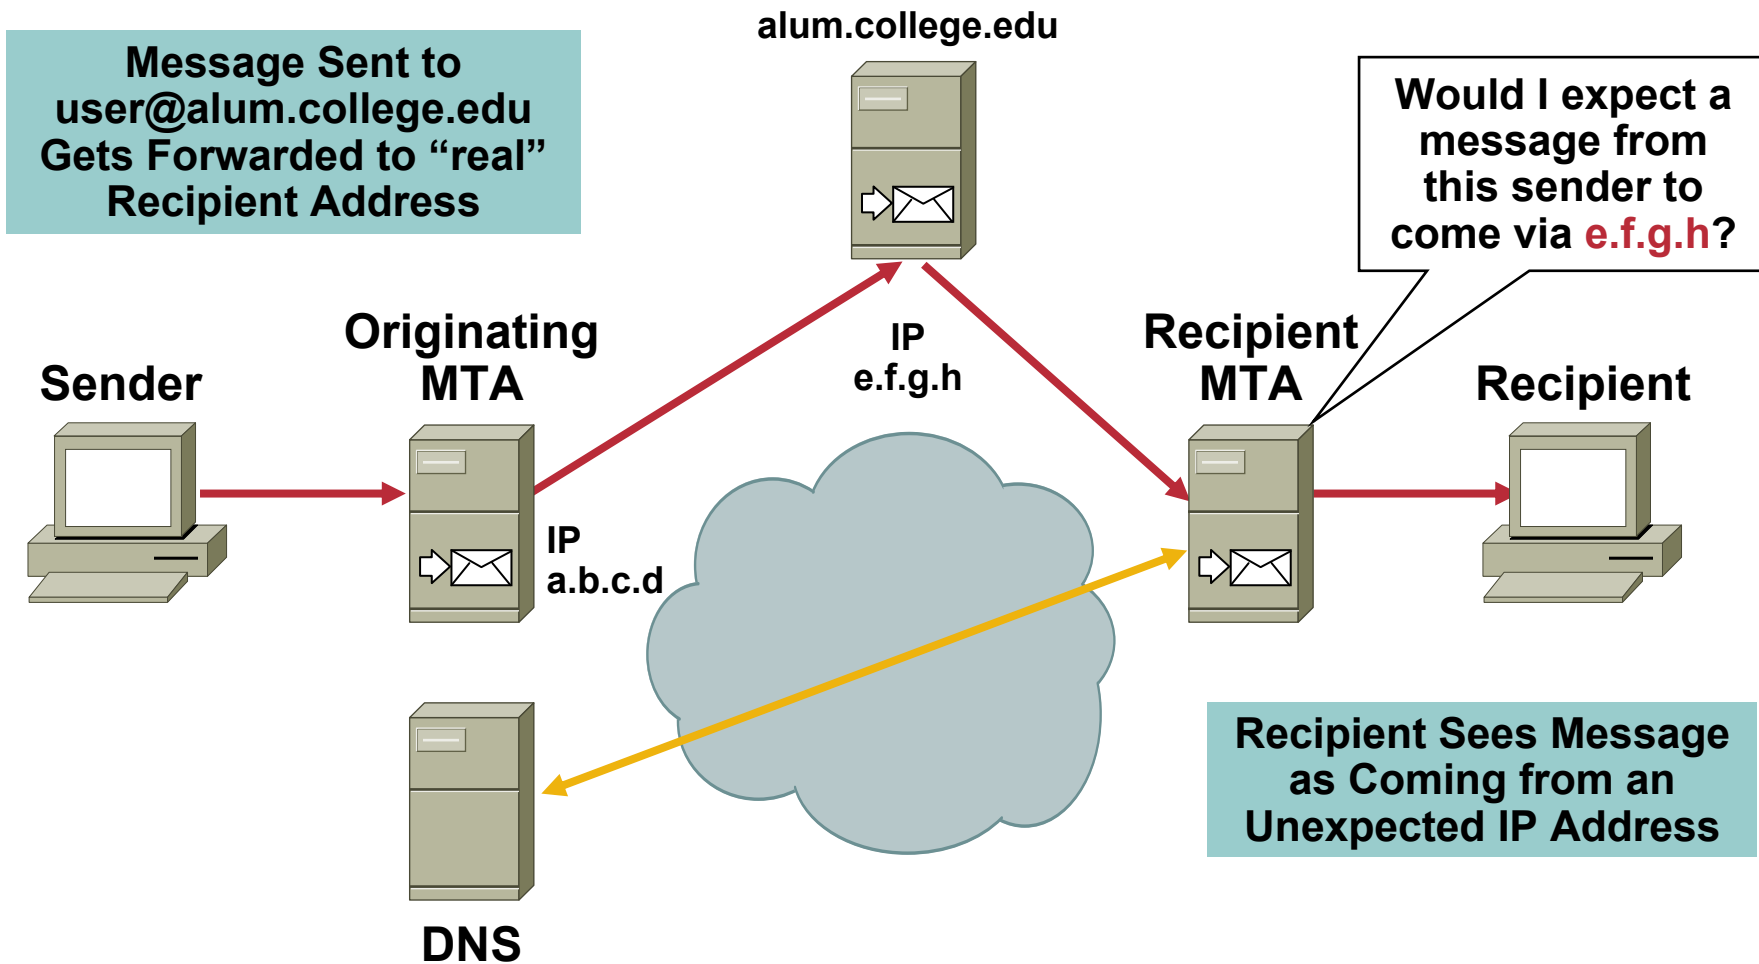 alum.college.edu
Message Sent to
user@alum.college.edu
Gets Forwarded to “real”
Recipient Address
Would I expect a
message from
this sender to
come via e.f.g.h?
Sender
Originating
MTA
IP
e.f.g.h
Recipient
MTA
Recipient
IP
a.b.c.d
Recipient Sees Message
as Coming from an
Unexpected IP Address
DNS